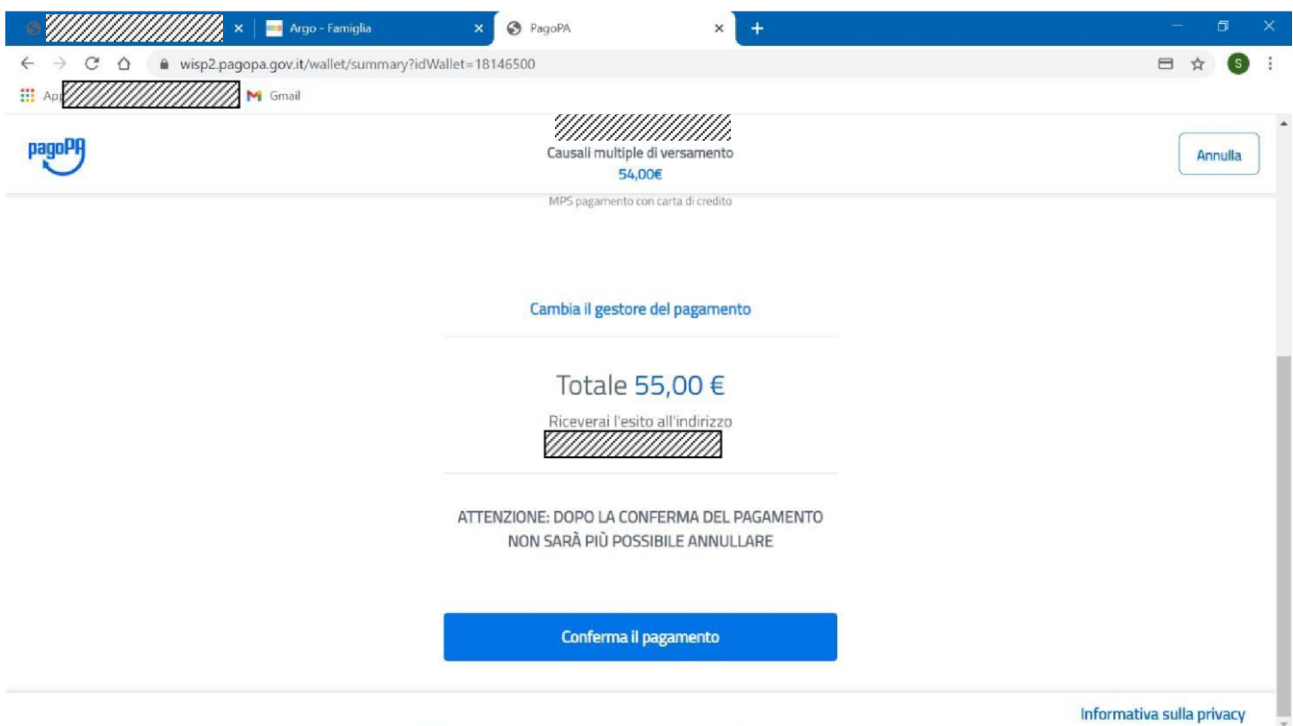 Argo - Famiglia
PagoPA
wisp2.pagopa.gov.it/wallet/summary?idWallet=18146500
S
Gmail
pagoPA
Causali multiple di versamento
54,00€
Annulla
MPS pagamento con carta di credito
Cambia il gestore del pagamento
Totale 55,00 €
Riceverai l'esito all'indirizzo
ATTENZIONE: DOPO LA CONFERMA DEL PAGAMENTO
NON SARÀ PIÙ POSSIBILE ANNULLARE
Conferma il pagamento
Informativa sulla privacy